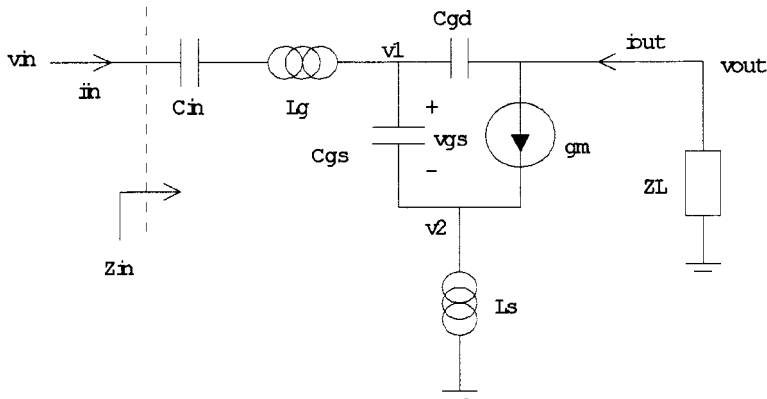 Cgd
vin
iin
Cin
Lg
v1
iout
vout
Cgs
+
vgs
-
gm
ZL
Zin
v2
Ls